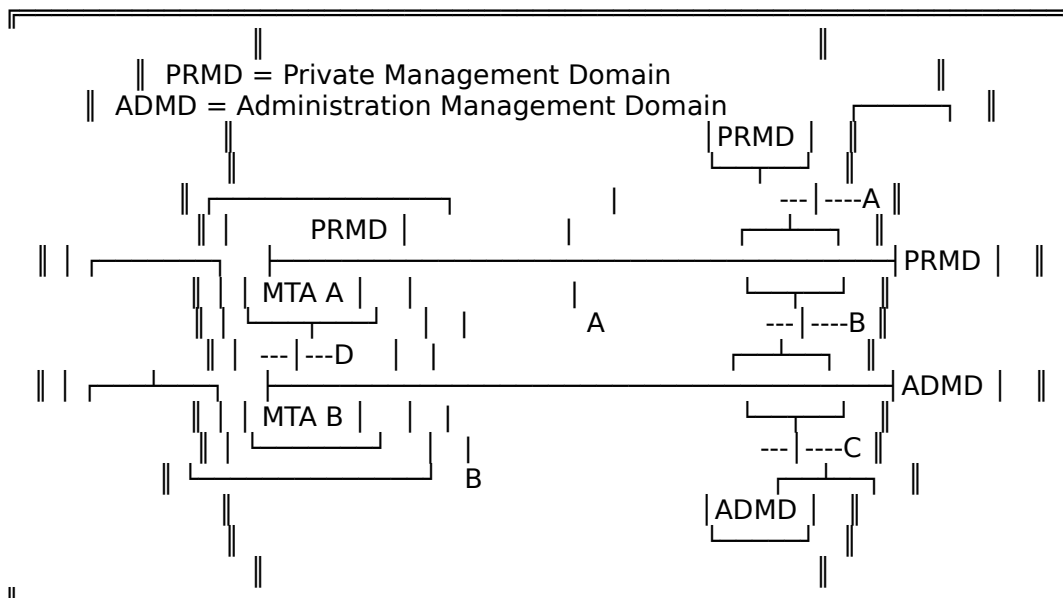 PRMD = Private Management Domain
ADMD = Administration Management Domain
PRMD
A
PRMD
PRMD
MTA A
A B
D
ADMD
MTA B
C
B
ADMD